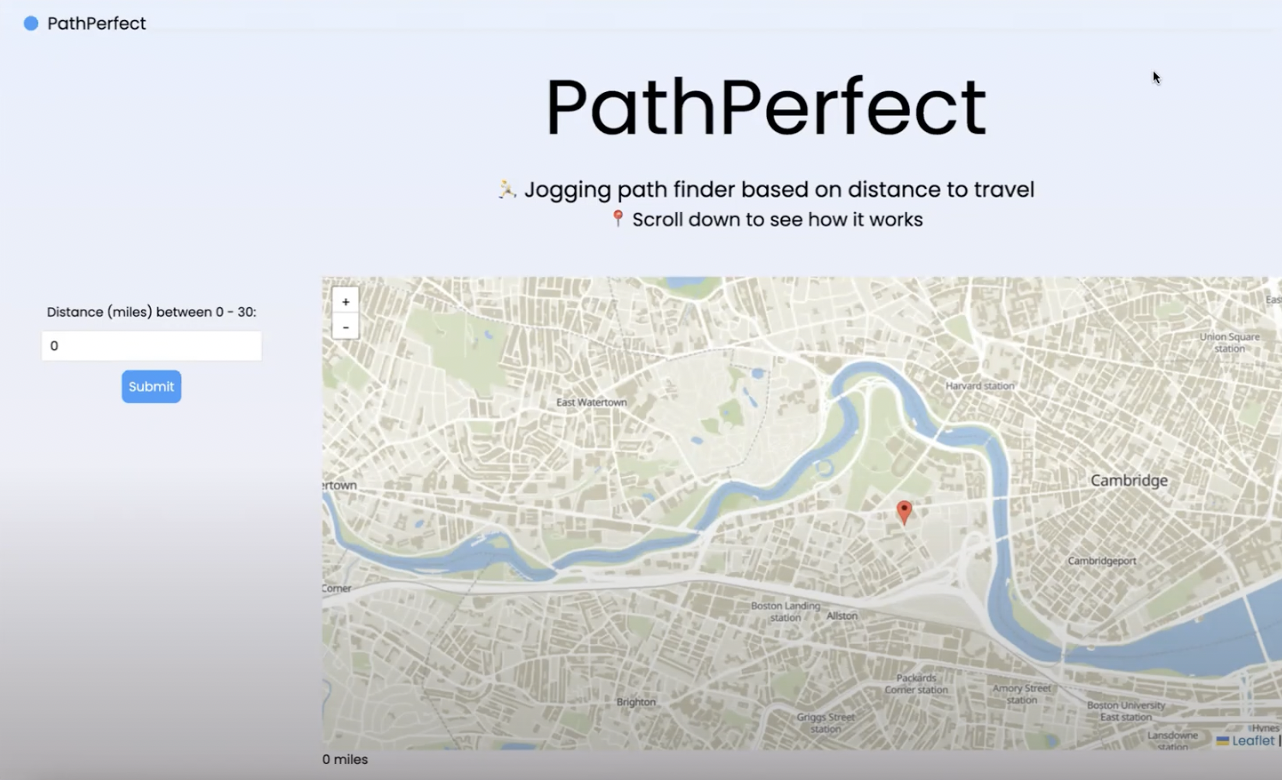 PathPerfect
PathPerfect
🏃 Jogging path finder based on distance to travel
📍 Scroll down to see how it works
Distance (miles) between 0 - 30:
0
Submit
+
-
Union Square
station
Harvard station
East Watertown
Cambridge
ertown
Cambridgeport
Corner
Boston Landing
station
Allston
Packards
Corner station
Amory Street
station
Brighton
Griggs Street
station
Boston University
East station
Lansdowne
station
Hynes
Leaflet |
0 miles